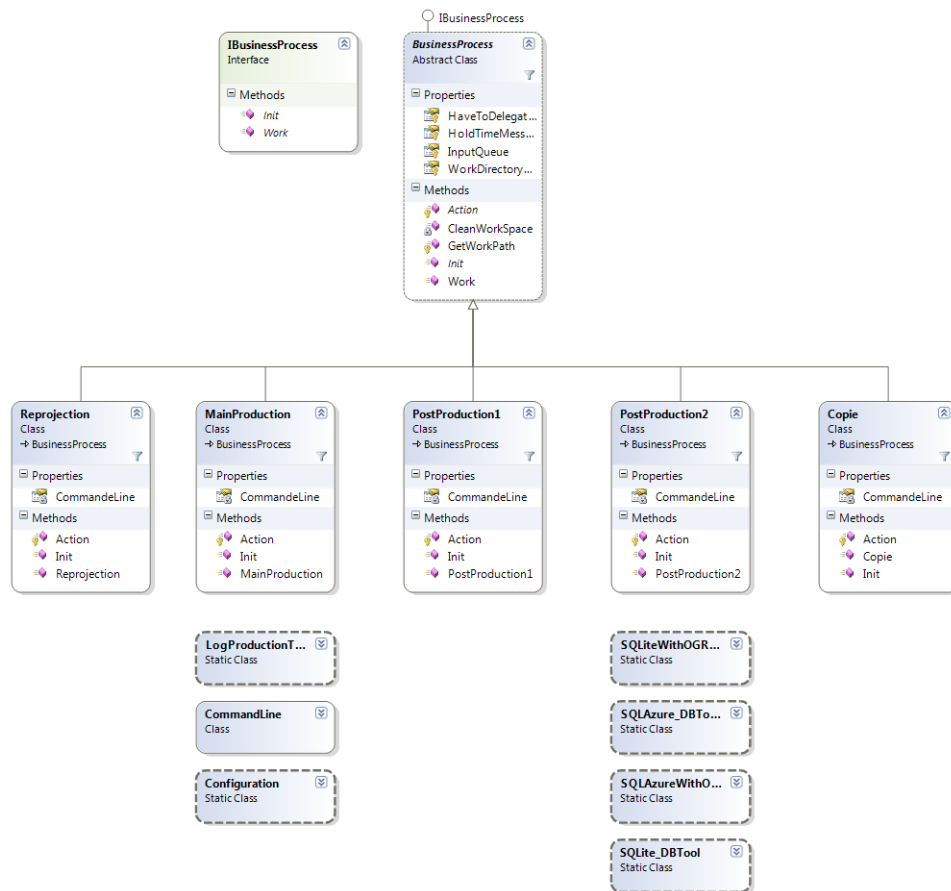 IBusinessProcess
IBusinessProcess
Interface
Methods
Init
Work
BusinessProcess
Abstract Class
Properties
HaveToDelegat...
HoldTimeMess...
InputQueue
WorkDirectory...
Methods
Action
CleanWorkSpace
GetWorkPath
Init
Work
Reprojection
Class
BusinessProcess
Properties
CommandeLine
Methods
Action
Init
Reprojection
MainProduction
Class
BusinessProcess
Properties
CommandeLine
Methods
Action
Init
MainProduction
PostProduction1
Class
BusinessProcess
Properties
CommandeLine
Methods
Action
Init
PostProduction1
PostProduction2
Class
BusinessProcess
Properties
CommandeLine
Methods
Action
Init
PostProduction2
Copie
Class
BusinessProcess
Properties
CommandeLine
Methods
Action
Copie
Init
LogProductionT...
Static Class
CommandLine
Class
Configuration
Static Class
SQLiteWithOGR...
Static Class
SQLAzure_DBTo...
Static Class
SQLAzureWithO...
Static Class
SQLite_DBTool
Static Class